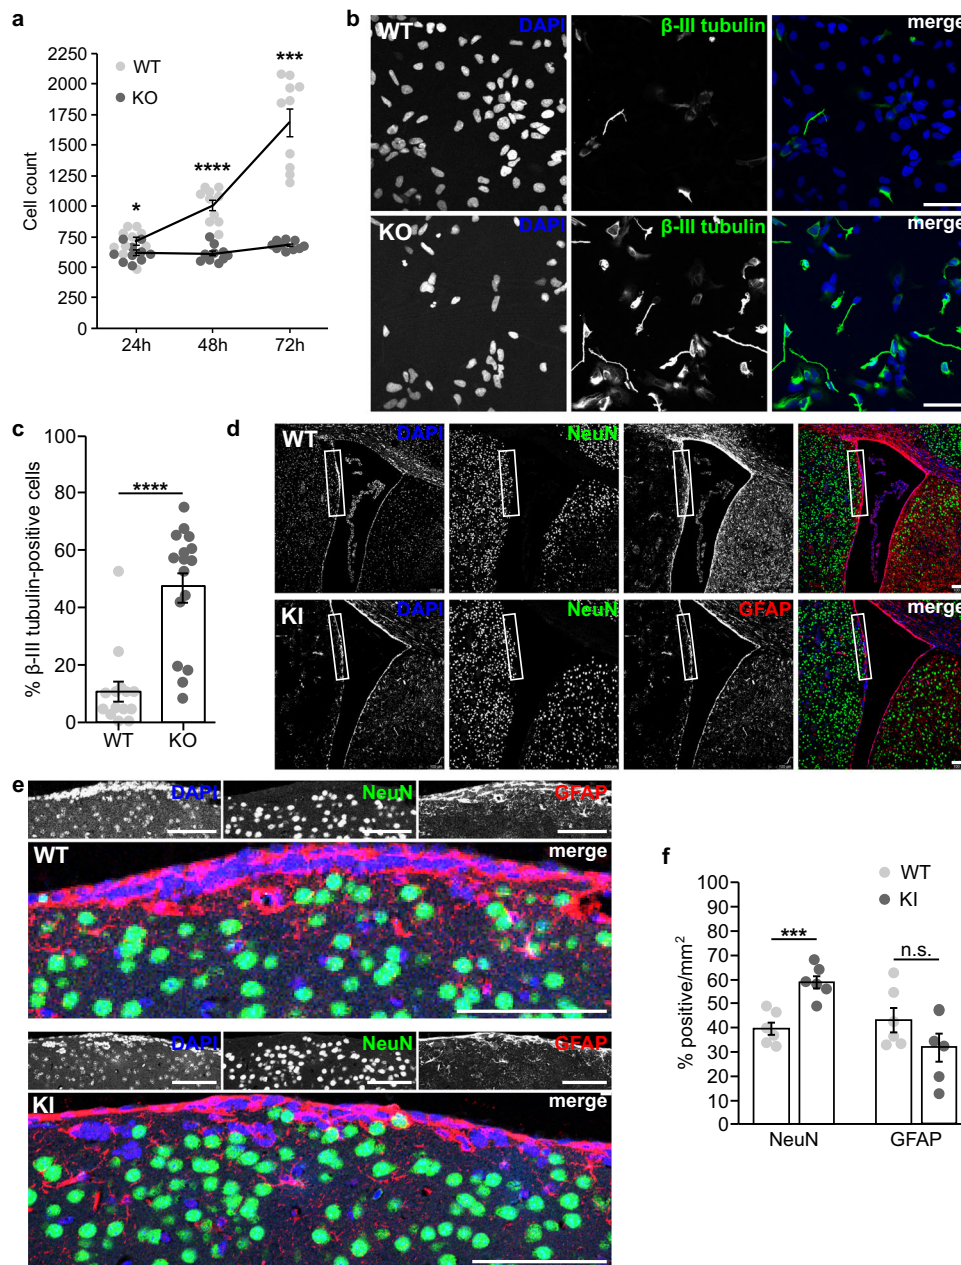 a
2250
2000
1750
1500
1250
1000
750
500
250
0
Cell count
WT
KO
*
****
***
24h
48h
72h
b
WT
DAPI
β-III tubulin
merge
KO
DAPI
β-III tubulin
merge
c
100
80
60
40
20
0
% β-III tubulin-positive cells
****
WT
KO
d
WT
DAPI
NeuN
KI
DAPI
NeuN
GFAP
merge
e
DAPI
NeuN
GFAP
WT
merge
DAPI
NeuN
GFAP
KI
merge
f
WT
KI
100
90
80
70
60
50
40
30
20
10
0
% positive/mm²
***
n.s.
NeuN
GFAP